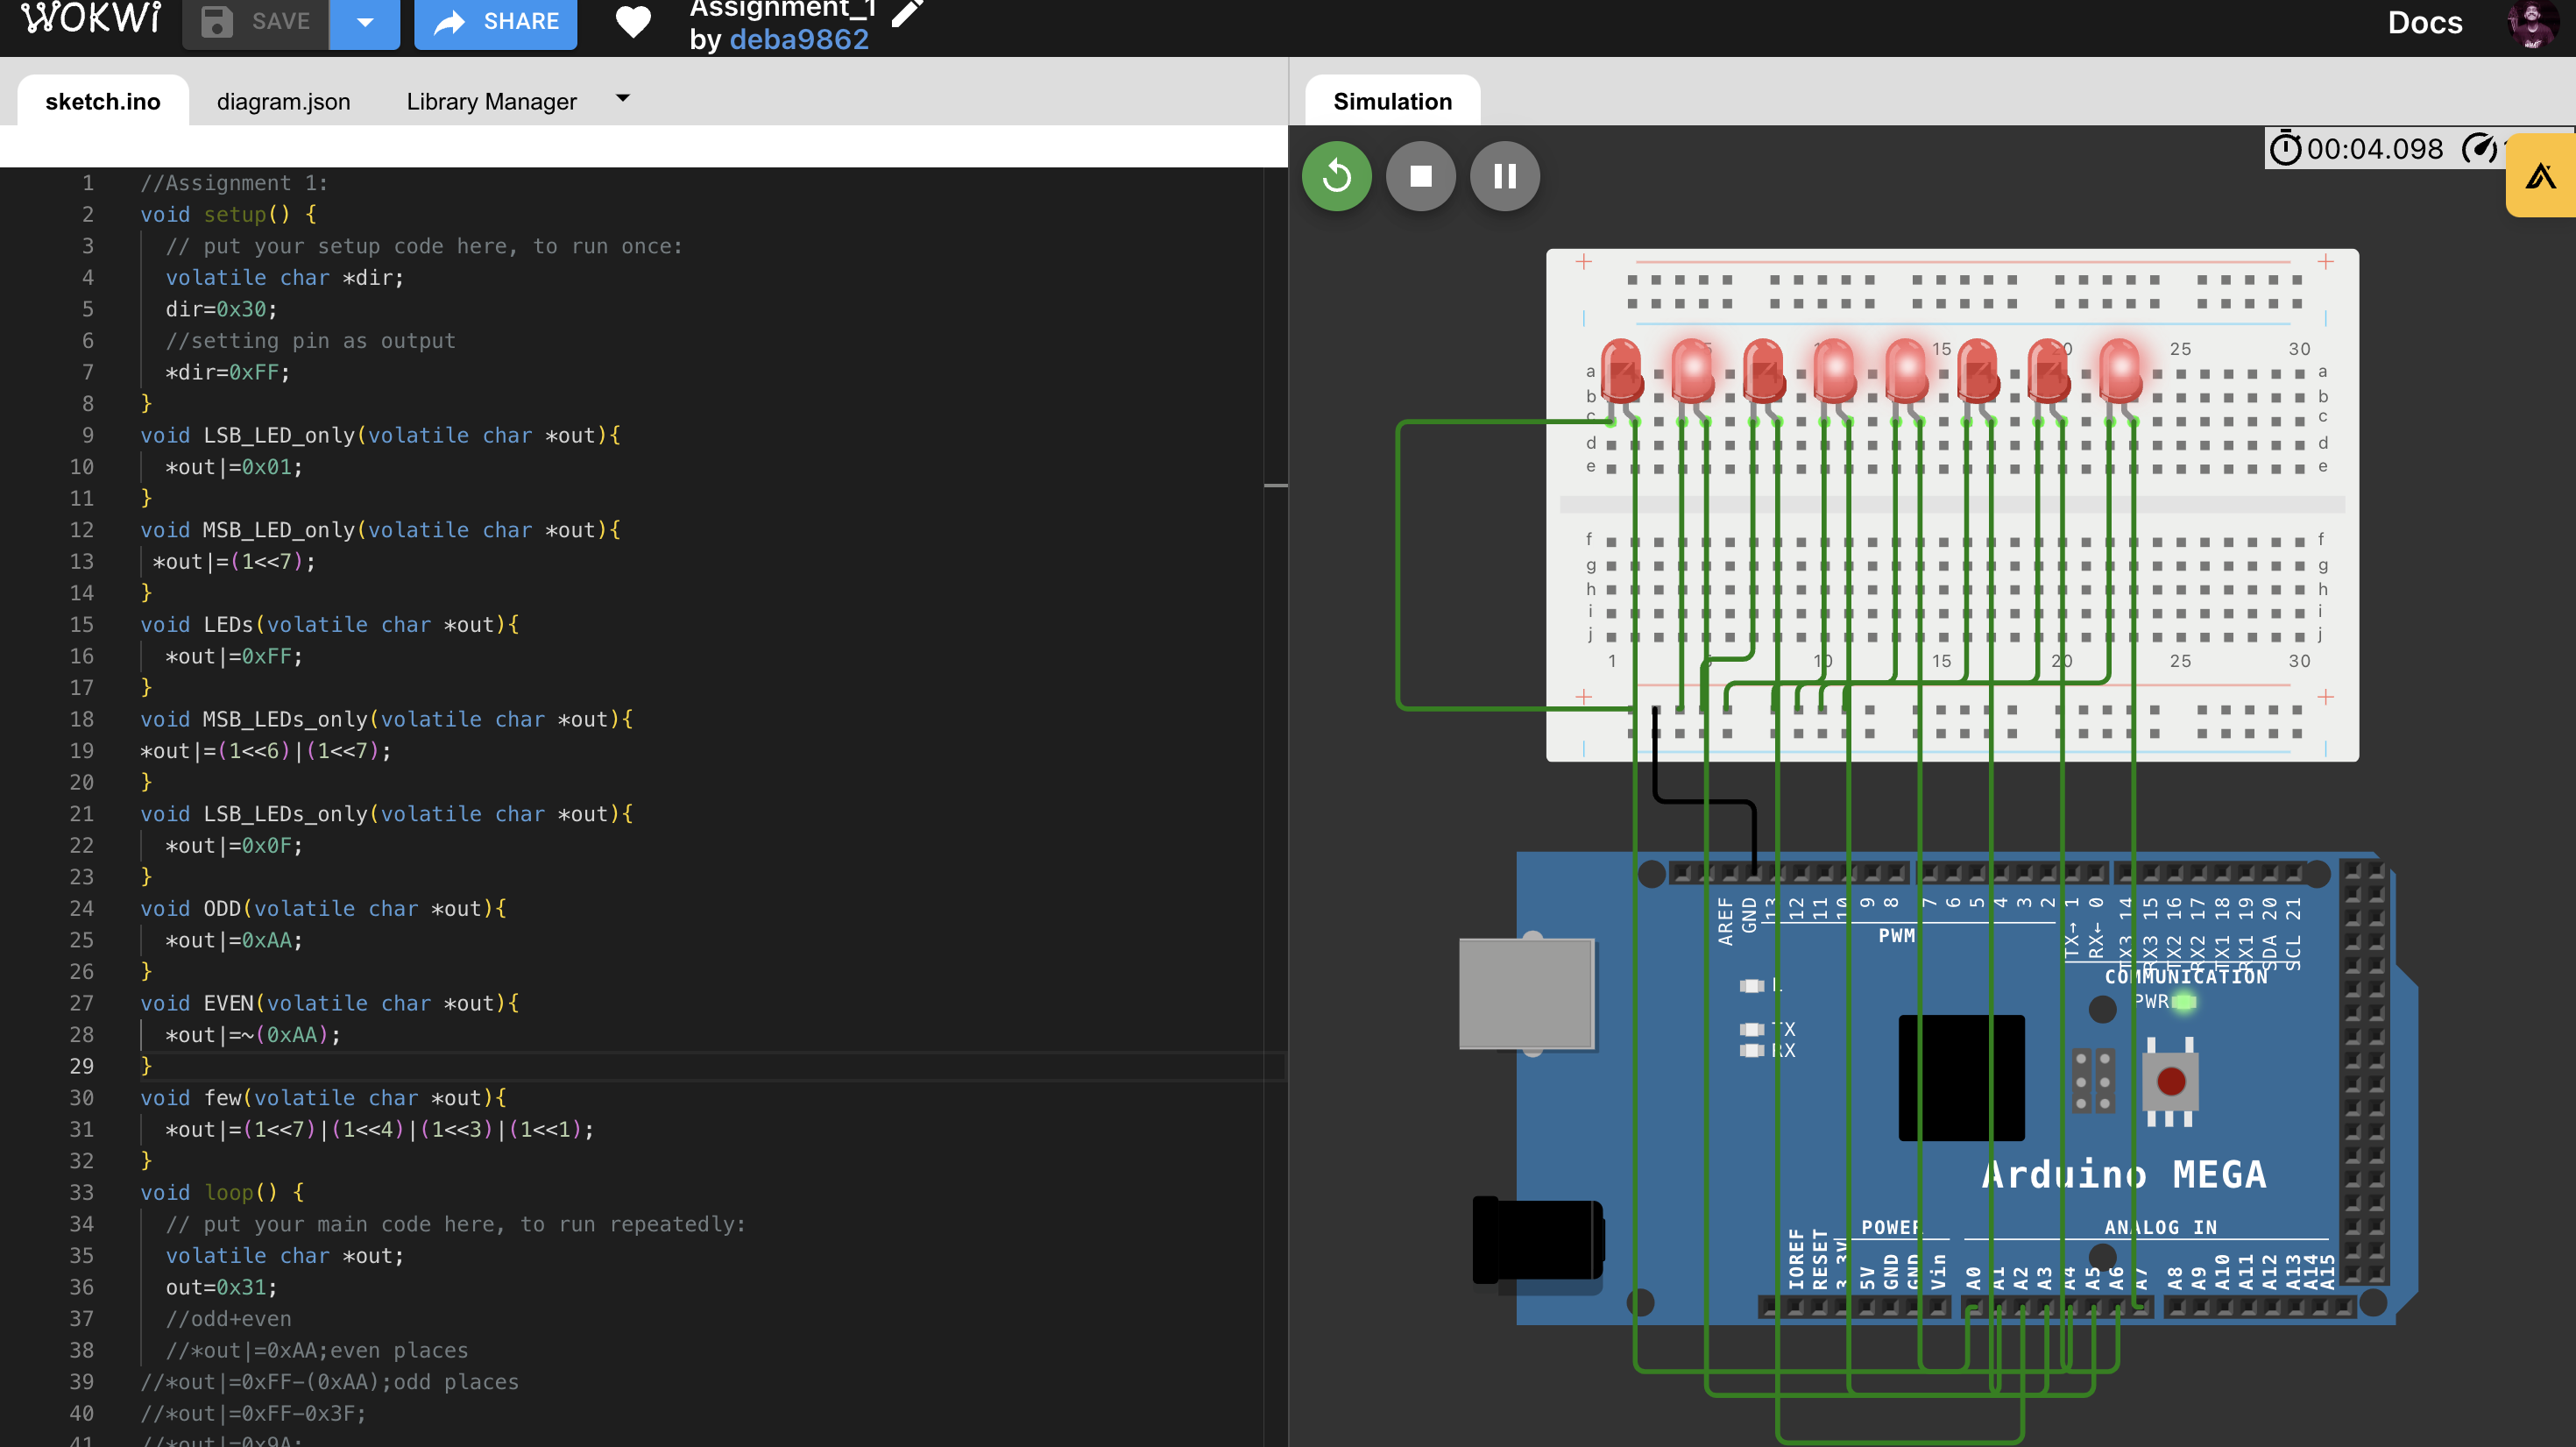 WOKWi
SAVE
SHARE
Assignment_1
by deba9862
Docs
sketch.ino
diagram.json
Library Manager
Simulation
00:04.098
1 //Assignment 1:
2 void setup() {
3 // put your setup code here, to run once:
4 volatile char *dir;
5 dir=0x30;
6 //setting pin as output
7 *dir=0xFF;
8 }
9 void LSB_LED_only(volatile char *out){
10 *out|=0x01;
11 }
12 void MSB_LED_only(volatile char *out){
13 *out|=(1<<7);
14 }
15 void LEDs(volatile char *out){
16 *out|=0xFF;
17 }
18 void MSB_LEDs_only(volatile char *out){
19 *out|=(1<<6)|(1<<7);
20 }
21 void LSB_LEDs_only(volatile char *out){
22 *out|=0x0F;
23 }
24 void ODD(volatile char *out){
25 *out|=0xAA;
26 }
27 void EVEN(volatile char *out){
28 *out|=~(0xAA);
29 }
30 void few(volatile char *out){
31 *out|=(1<<7)|(1<<4)|(1<<3)|(1<<1);
32 }
33 void loop() {
34 // put your main code here, to run repeatedly:
35 volatile char *out;
36 out=0x31;
37 //odd+even
38 //*out|=0xAA;even places
39 //*out|=0xFF-(0xAA);odd places
40 //*out|=0xFF-0x3F;
41 //*out|=0x9A;
15 20 25 30
a a
b b
c c
d d
e e
f f
g g
h h
i i
j j
1 10 15 20 25 30
AREF GND 13 12 11 10 9 8 7 6 5 4 3 2 1 0 14 15 16 17 18 19 20 21
PWM
TX→ RX← TX3 RX3 TX2 RX2 TX1 RX1 SDA SCL
COMMUNICATION
PWR
L
TX
RX
Arduino MEGA
POWER
ANALOG IN
IOREF RESET 3.3V 5V GND GND Vin A0 A1 A2 A3 A4 A5 A6 A7 A8 A9 A10 A11 A12 A13 A14 A15